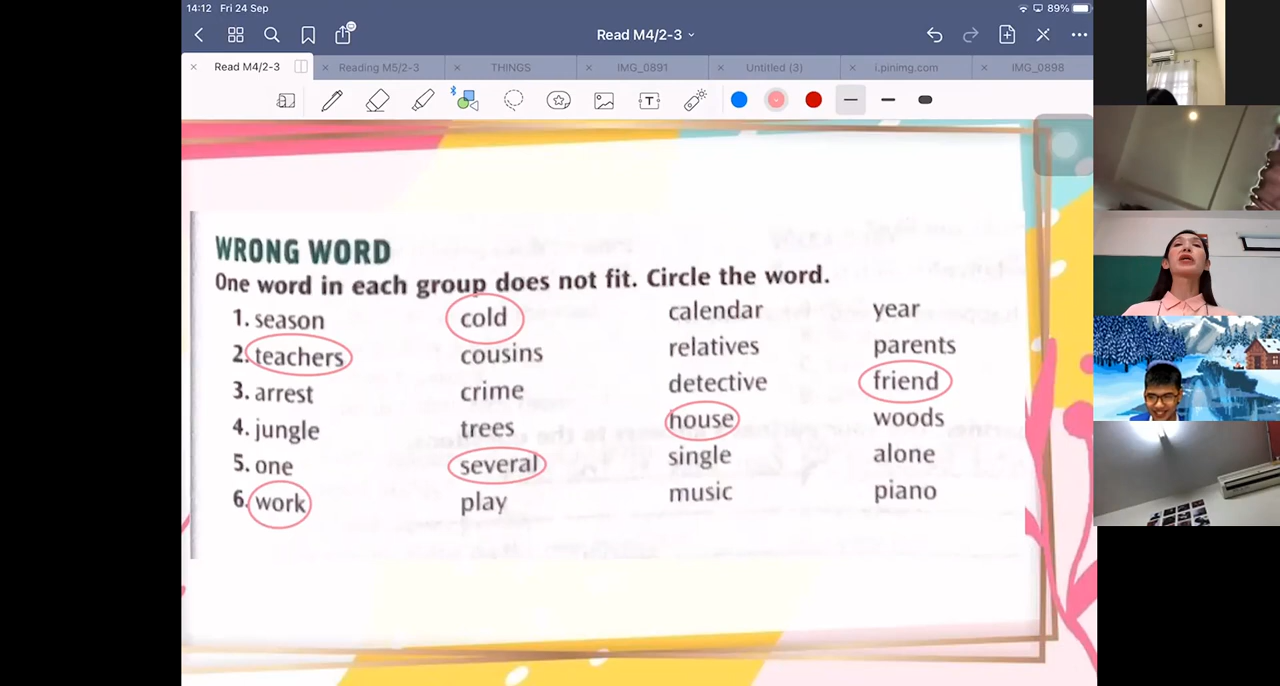 14:12 Fri 24 Sep 89%
Read M4/2-3
Read M4/2-3 Reading M5/2-3 THINGS IMG_0891 Untitled (3) i.pinimg.com IMG_0898
WRONG WORD
One word in each group does not fit. Circle the word.
1. season cold calendar year
2. teachers cousins relatives parents
3. arrest crime detective friend
4. jungle trees house woods
5. one several single alone
6. work play music piano